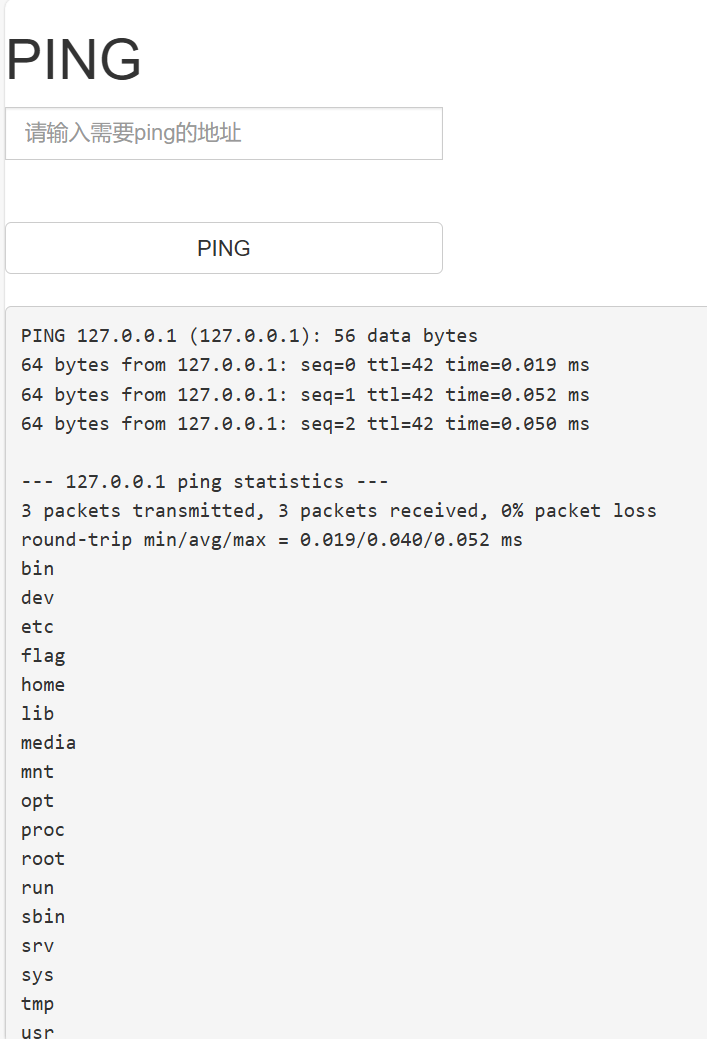 PING
请输入需要ping的地址
PING
PING 127.0.0.1 (127.0.0.1): 56 data bytes
64 bytes from 127.0.0.1: seq=0 ttl=42 time=0.019 ms
64 bytes from 127.0.0.1: seq=1 ttl=42 time=0.052 ms
64 bytes from 127.0.0.1: seq=2 ttl=42 time=0.050 ms
--- 127.0.0.1 ping statistics ---
3 packets transmitted, 3 packets received, 0% packet loss
round-trip min/avg/max = 0.019/0.040/0.052 ms
bin
dev
etc
flag
home
lib
media
mnt
opt
proc
root
run
sbin
srv
sys
tmp
usr